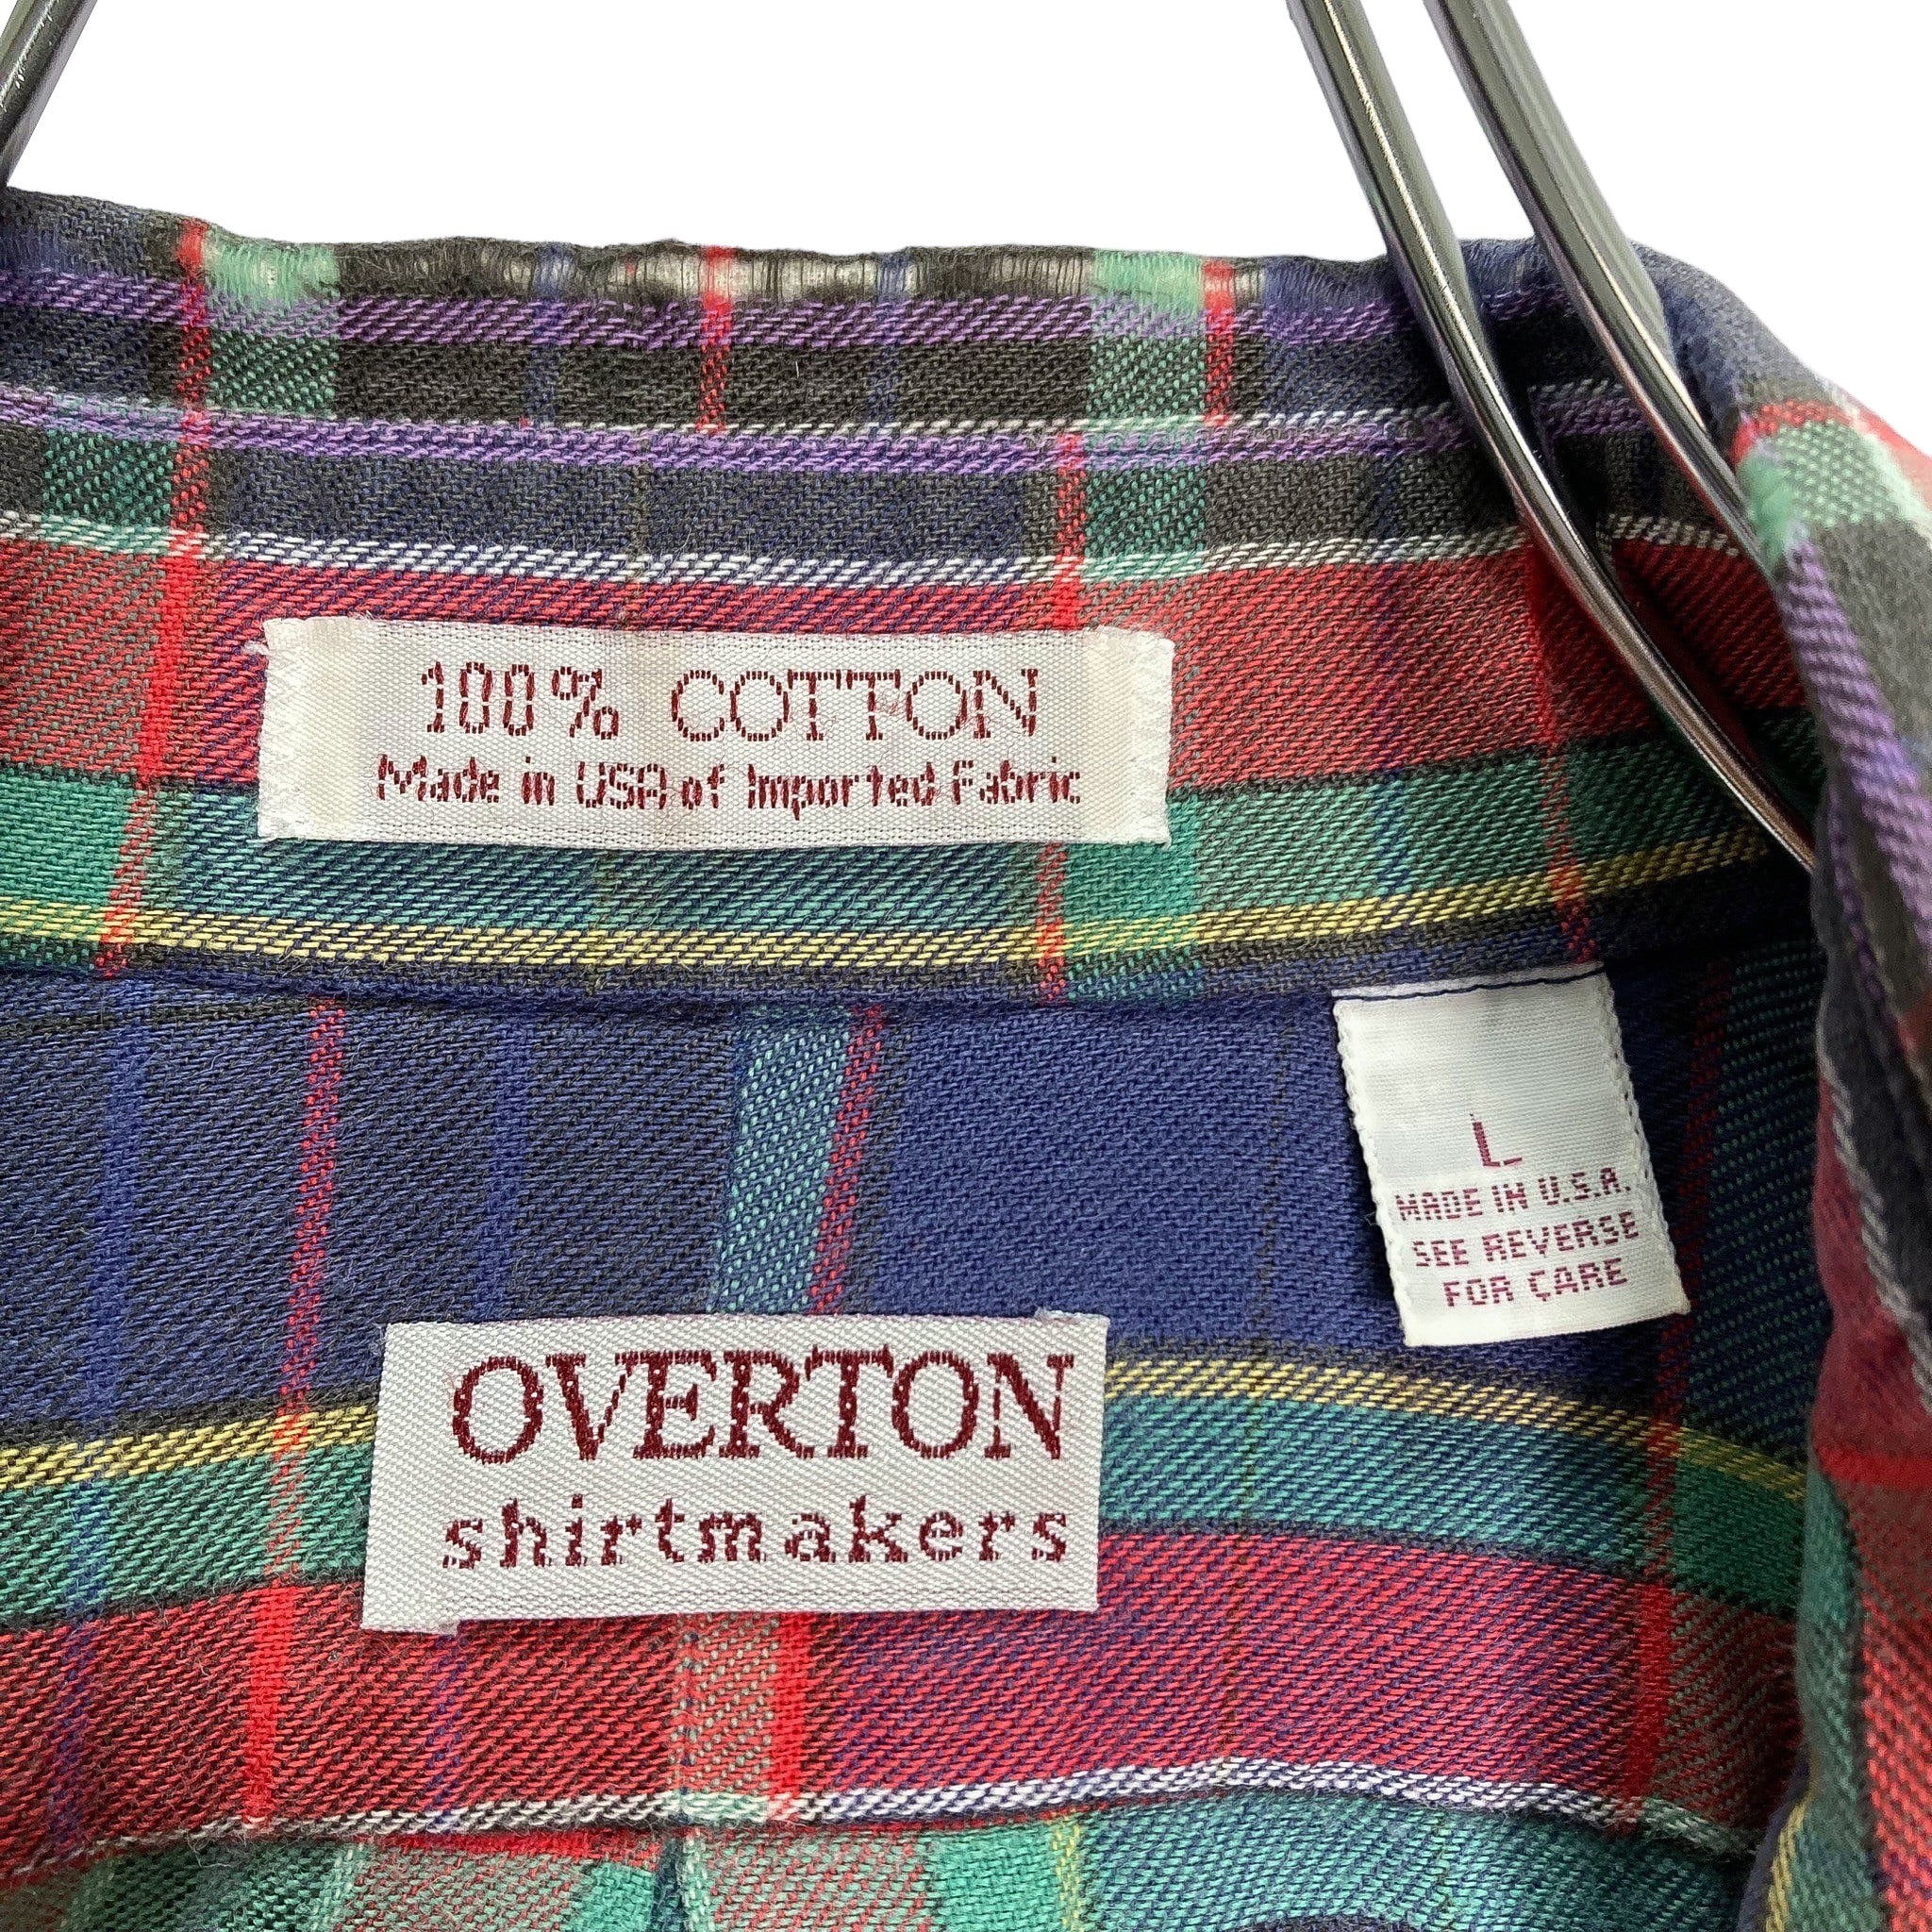 100% COTTON
Made in USA of Imported Fabric
L
MADE IN U.S.A.
SEE REVERSE
FOR CARE
OVERTON
shirtmakers